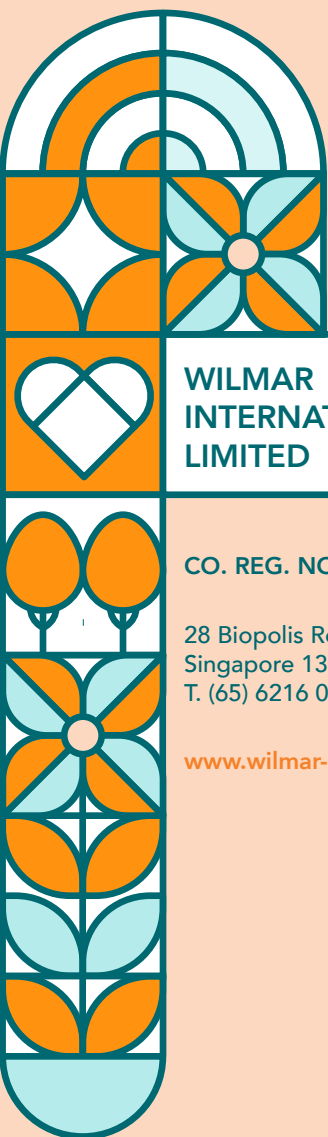 WILMAR
INTERNAT
LIMITED
CO. REG. NO
28 Biopolis R
Singapore 13
T. (65) 6216 0
www.wilmar-